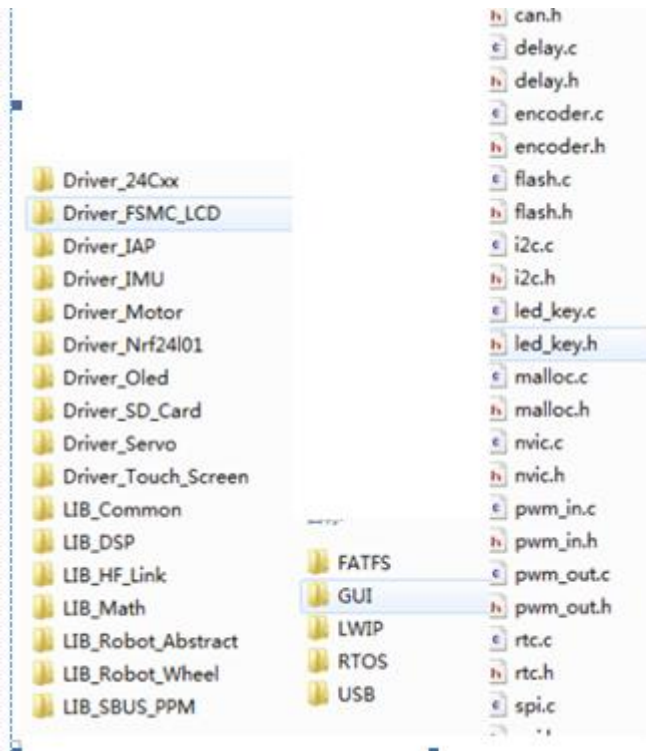 Driver_24Cxx
Driver_FSMC_LCD
Driver_IAP
Driver_IMU
Driver_Motor
Driver_Nrf24l01
Driver_Oled
Driver_SD_Card
Driver_Servo
Driver_Touch_Screen
LIB_Common
LIB_DSP
LIB_HF_Link
LIB_Math
LIB_Robot_Abstract
LIB_Robot_Wheel
LIB_SBUS_PPM
FATFS
GUI
LWIP
RTOS
USB
can.h
delay.c
delay.h
encoder.c
encoder.h
flash.c
flash.h
i2c.c
i2c.h
led_key.c
led_key.h
malloc.c
malloc.h
nvic.c
nvic.h
pwm_in.c
pwm_in.h
pwm_out.c
pwm_out.h
rtc.c
rtc.h
spi.c